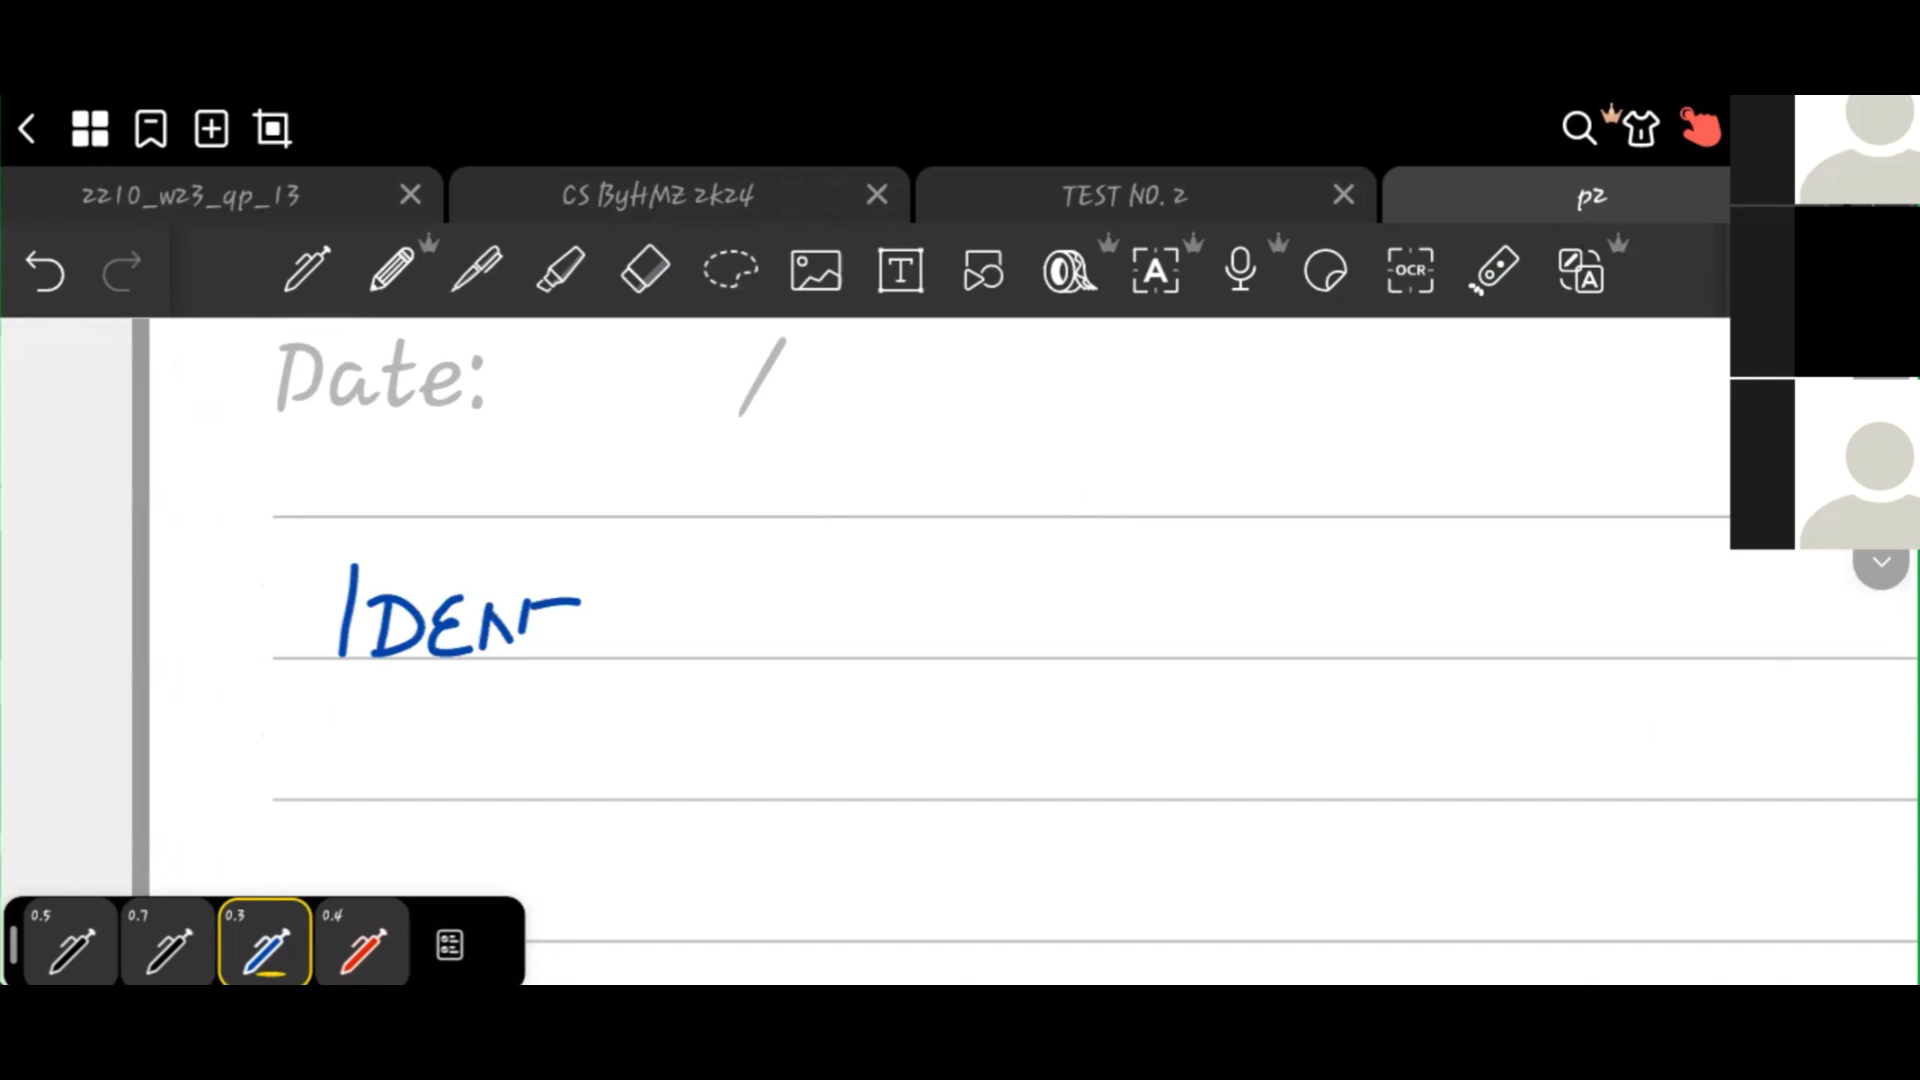 2210_w23_qp_13
CS ByHMZ 2k24
TEST NO. 2
p2
T
A
OCR
A
Date: /
IDENT
0.5
0.7
0.3
0.4